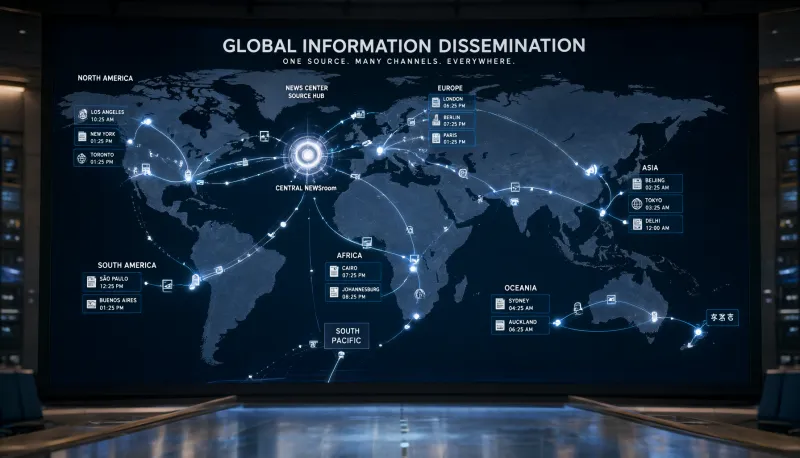 GLOBAL INFORMATION DISSEMINATION
ONE SOURCE. MANY CHANNELS. EVERYWHERE.
NORTH AMERICA
LOS ANGELES
10:25 AM
NEW YORK
01:25 PM
TORONTO
01:25 PM
NEWS CENTER
SOURCE HUB
CENTRAL NEWSroom
EUROPE
LONDON
06:25 PM
BERLIN
07:25 PM
PARIS
01:25 PM
ASIA
BEIJING
02:25 AM
TOKYO
03:25 AM
DELHI
12:00 AM
SOUTH AMERICA
SÃO PAULO
12:25 PM
BUENOS AIRES
01:25 PM
AFRICA
CAIRO
07:25 PM
JOHANNESBURG
08:25 PM
OCEANIA
SYDNEY
04:25 AM
AUCKLAND
06:25 AM
SOUTH
PACIFIC